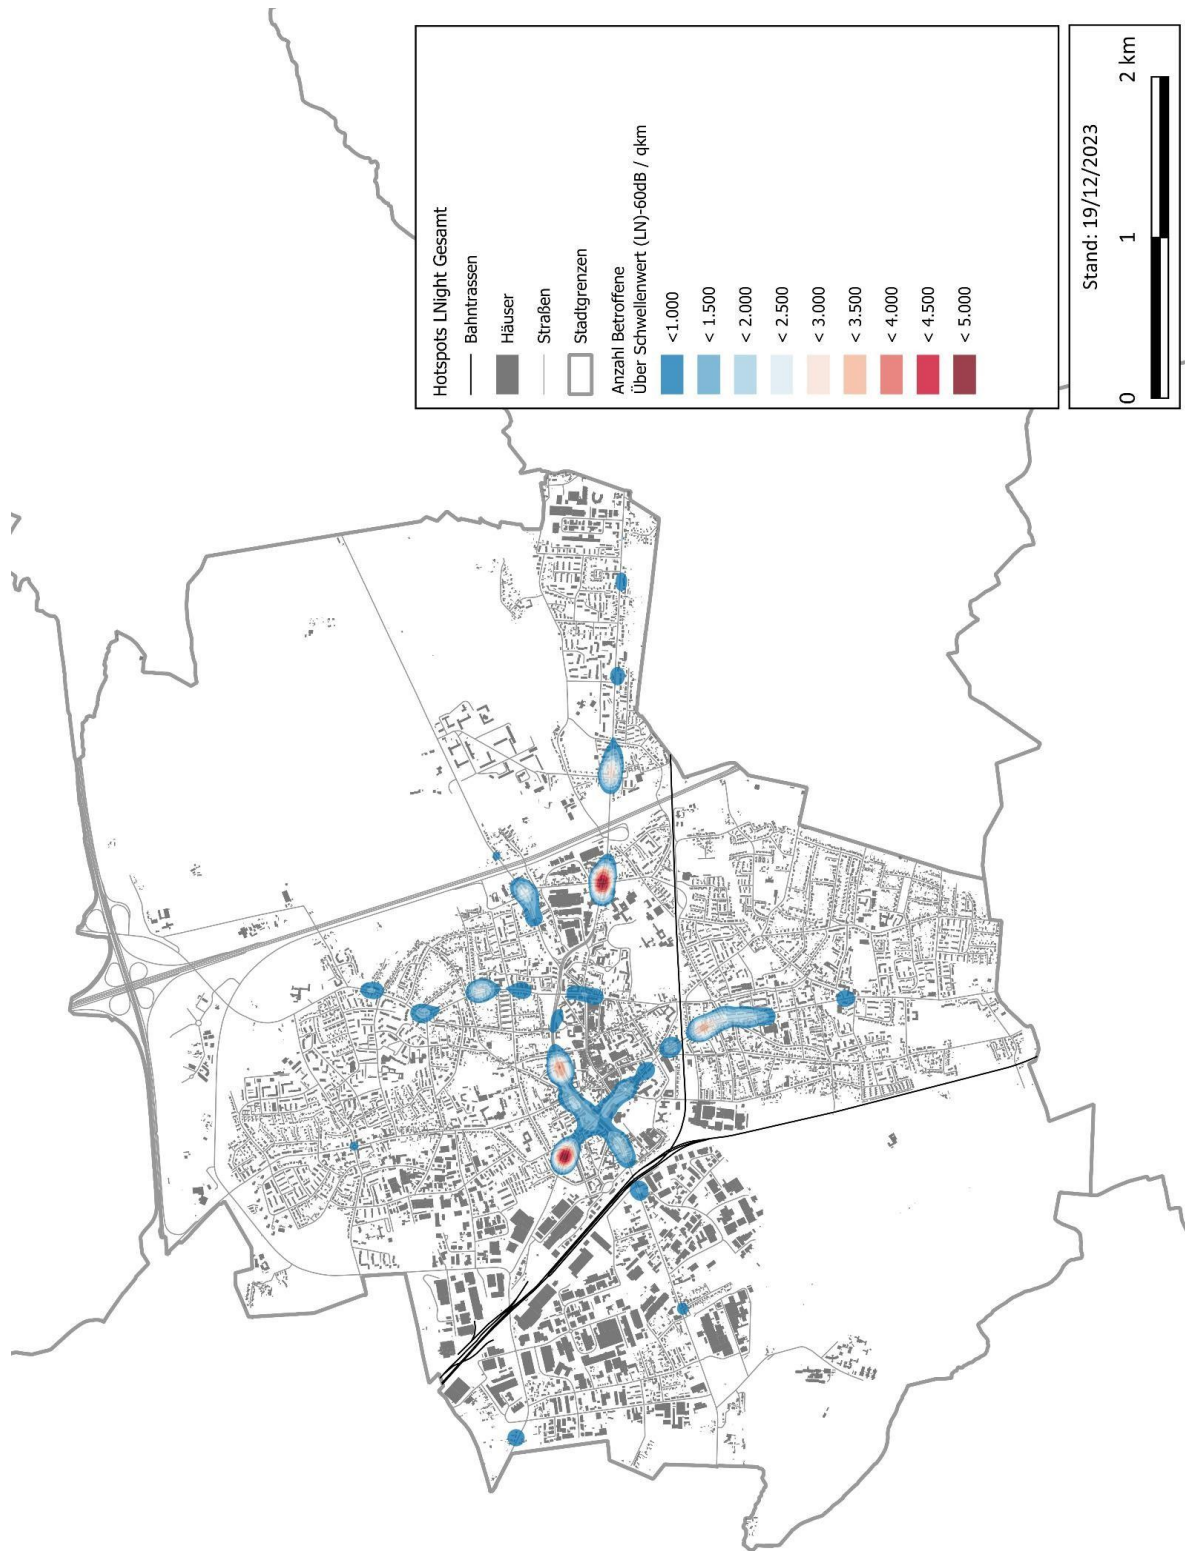 Hotspots LNight Gesamt
Bahntrassen
Häuser
Straßen
Stadtgrenzen
Anzahl Betroffene
Über Schwellenwert (LN)-60dB / qkm
<1.000
< 1.500
< 2.000
< 2.500
< 3.000
< 3.500
< 4.000
< 4.500
< 5.000
Stand: 19/12/2023
0 1 2 km